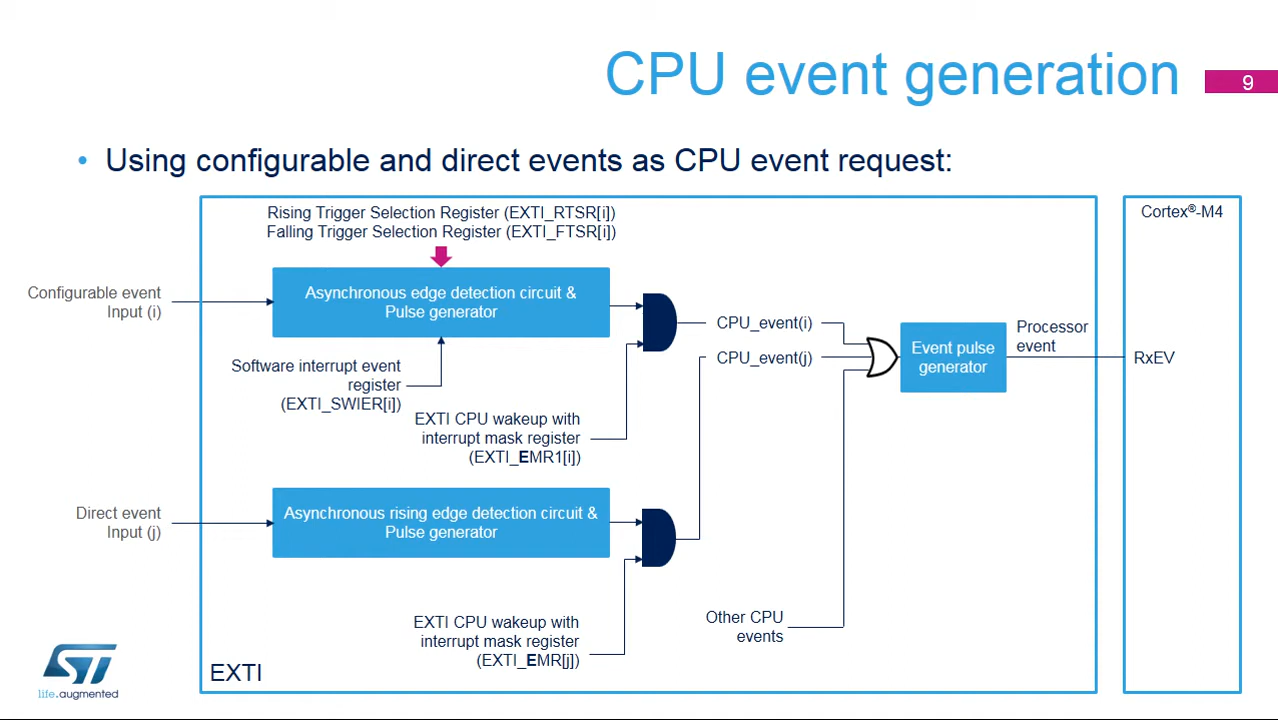 CPU event generation
9
• Using configurable and direct events as CPU event request:
Rising Trigger Selection Register (EXTI_RTSR[i])
Falling Trigger Selection Register (EXTI_FTSR[i])
Cortex®-M4
Configurable event
Input (i)
Asynchronous edge detection circuit &
Pulse generator
CPU_event(i)
CPU_event(j)
Event pulse
generator
Processor
event
RxEV
Software interrupt event
register
(EXTI_SWIER[i])
EXTI CPU wakeup with
interrupt mask register
(EXTI_EMR1[i])
Direct event
Input (j)
Asynchronous rising edge detection circuit &
Pulse generator
EXTI CPU wakeup with
interrupt mask register
(EXTI_EMR[j])
Other CPU
events
EXTI
ST
life.augmented